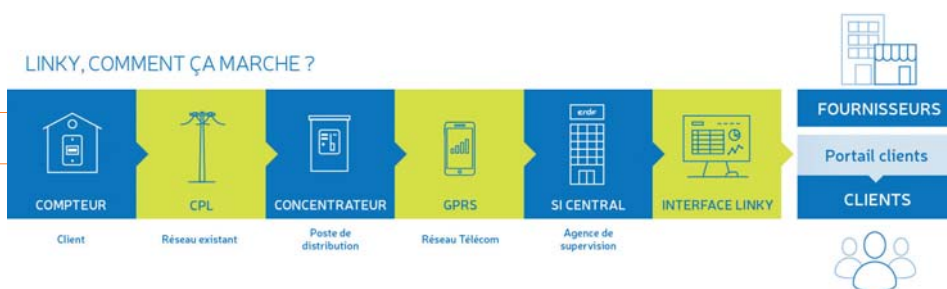 LINKY, COMMENT ÇA MARCHE ?
erdf
COMPTEUR
CPL
CONCENTRATEUR
GPRS
SI CENTRAL
INTERFACE LINKY
Client
Réseau existant
Poste de
distribution
Réseau Télécom
Agence de
supervision
FOURNISSEURS
Portail clients
CLIENTS